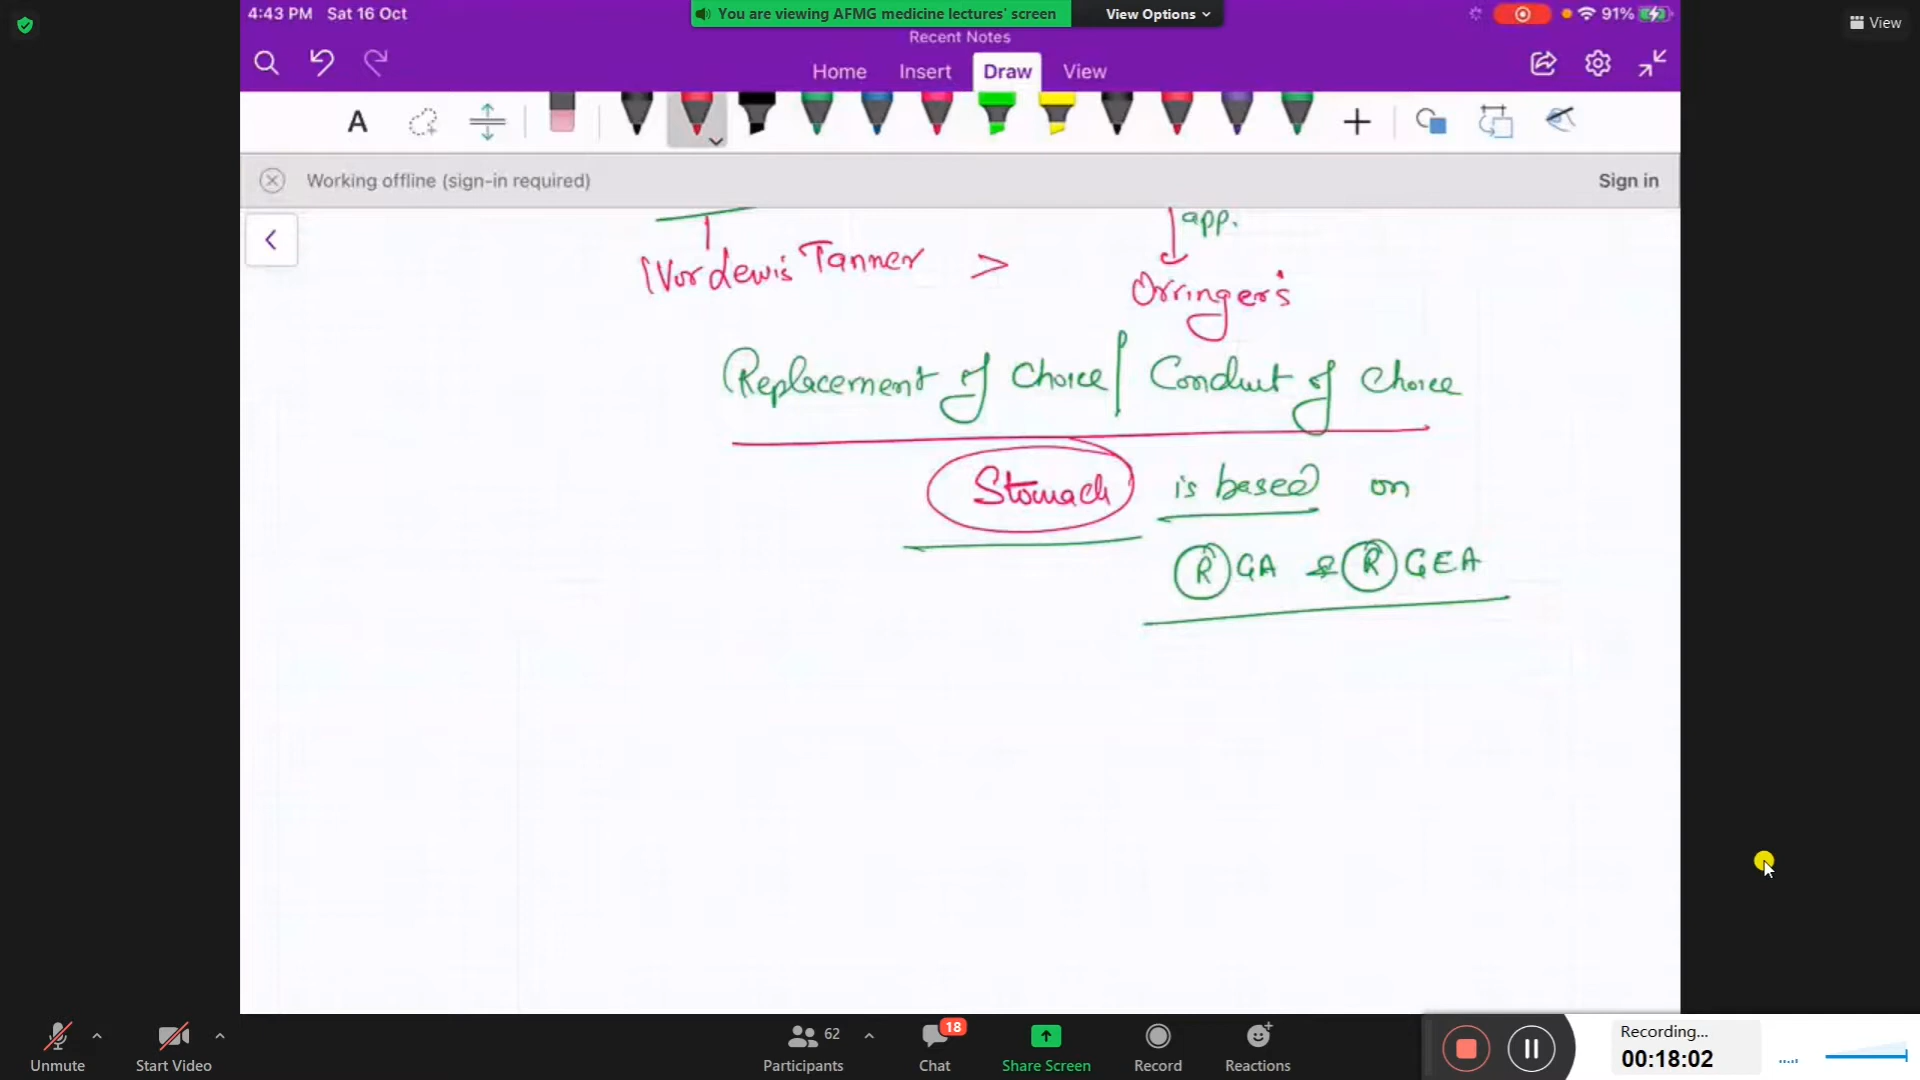 4:43 PM Sat 16 Oct
You are viewing AFMG medicine lectures' screen
View Options
91%
View
Recent Notes
Home Insert Draw View
A
Working offline (sign-in required)
Sign in
app.
IVor Lewis Tanner >
Orringer's
Replacement of Choice | Conduit of Choice
Stomach is based on
R GA & R GEA
Unmute
Start Video
62
Participants
18
Chat
Share Screen
Record
Reactions
Recording...
00:18:02